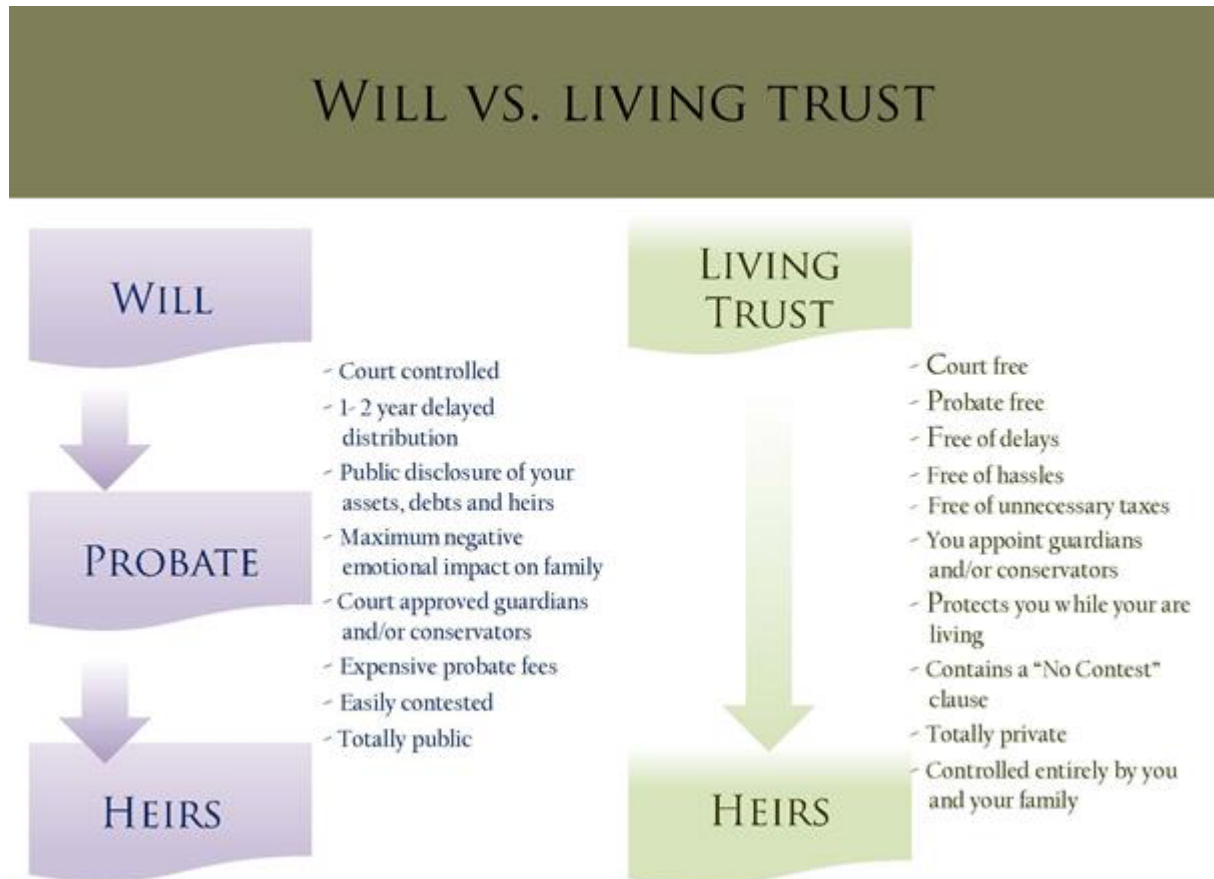 WILL VS. LIVING TRUST
WILL
PROBATE
HEIRS
- Court controlled
- 1- 2 year delayed
distribution
- Public disclosure of your
assets, debts and heirs
- Maximum negative
emotional impact on family
- Court approved guardians
and/or conservators
- Expensive probate fees
- Easily contested
- Totally public
LIVING
TRUST
HEIRS
- Court free
- Probate free
- Free of delays
- Free of hassles
- Free of unnecessary taxes
- You appoint guardians
and/or conservators
- Protects you while your are
living
- Contains a “No Contest”
clause
- Totally private
- Controlled entirely by you
and your family